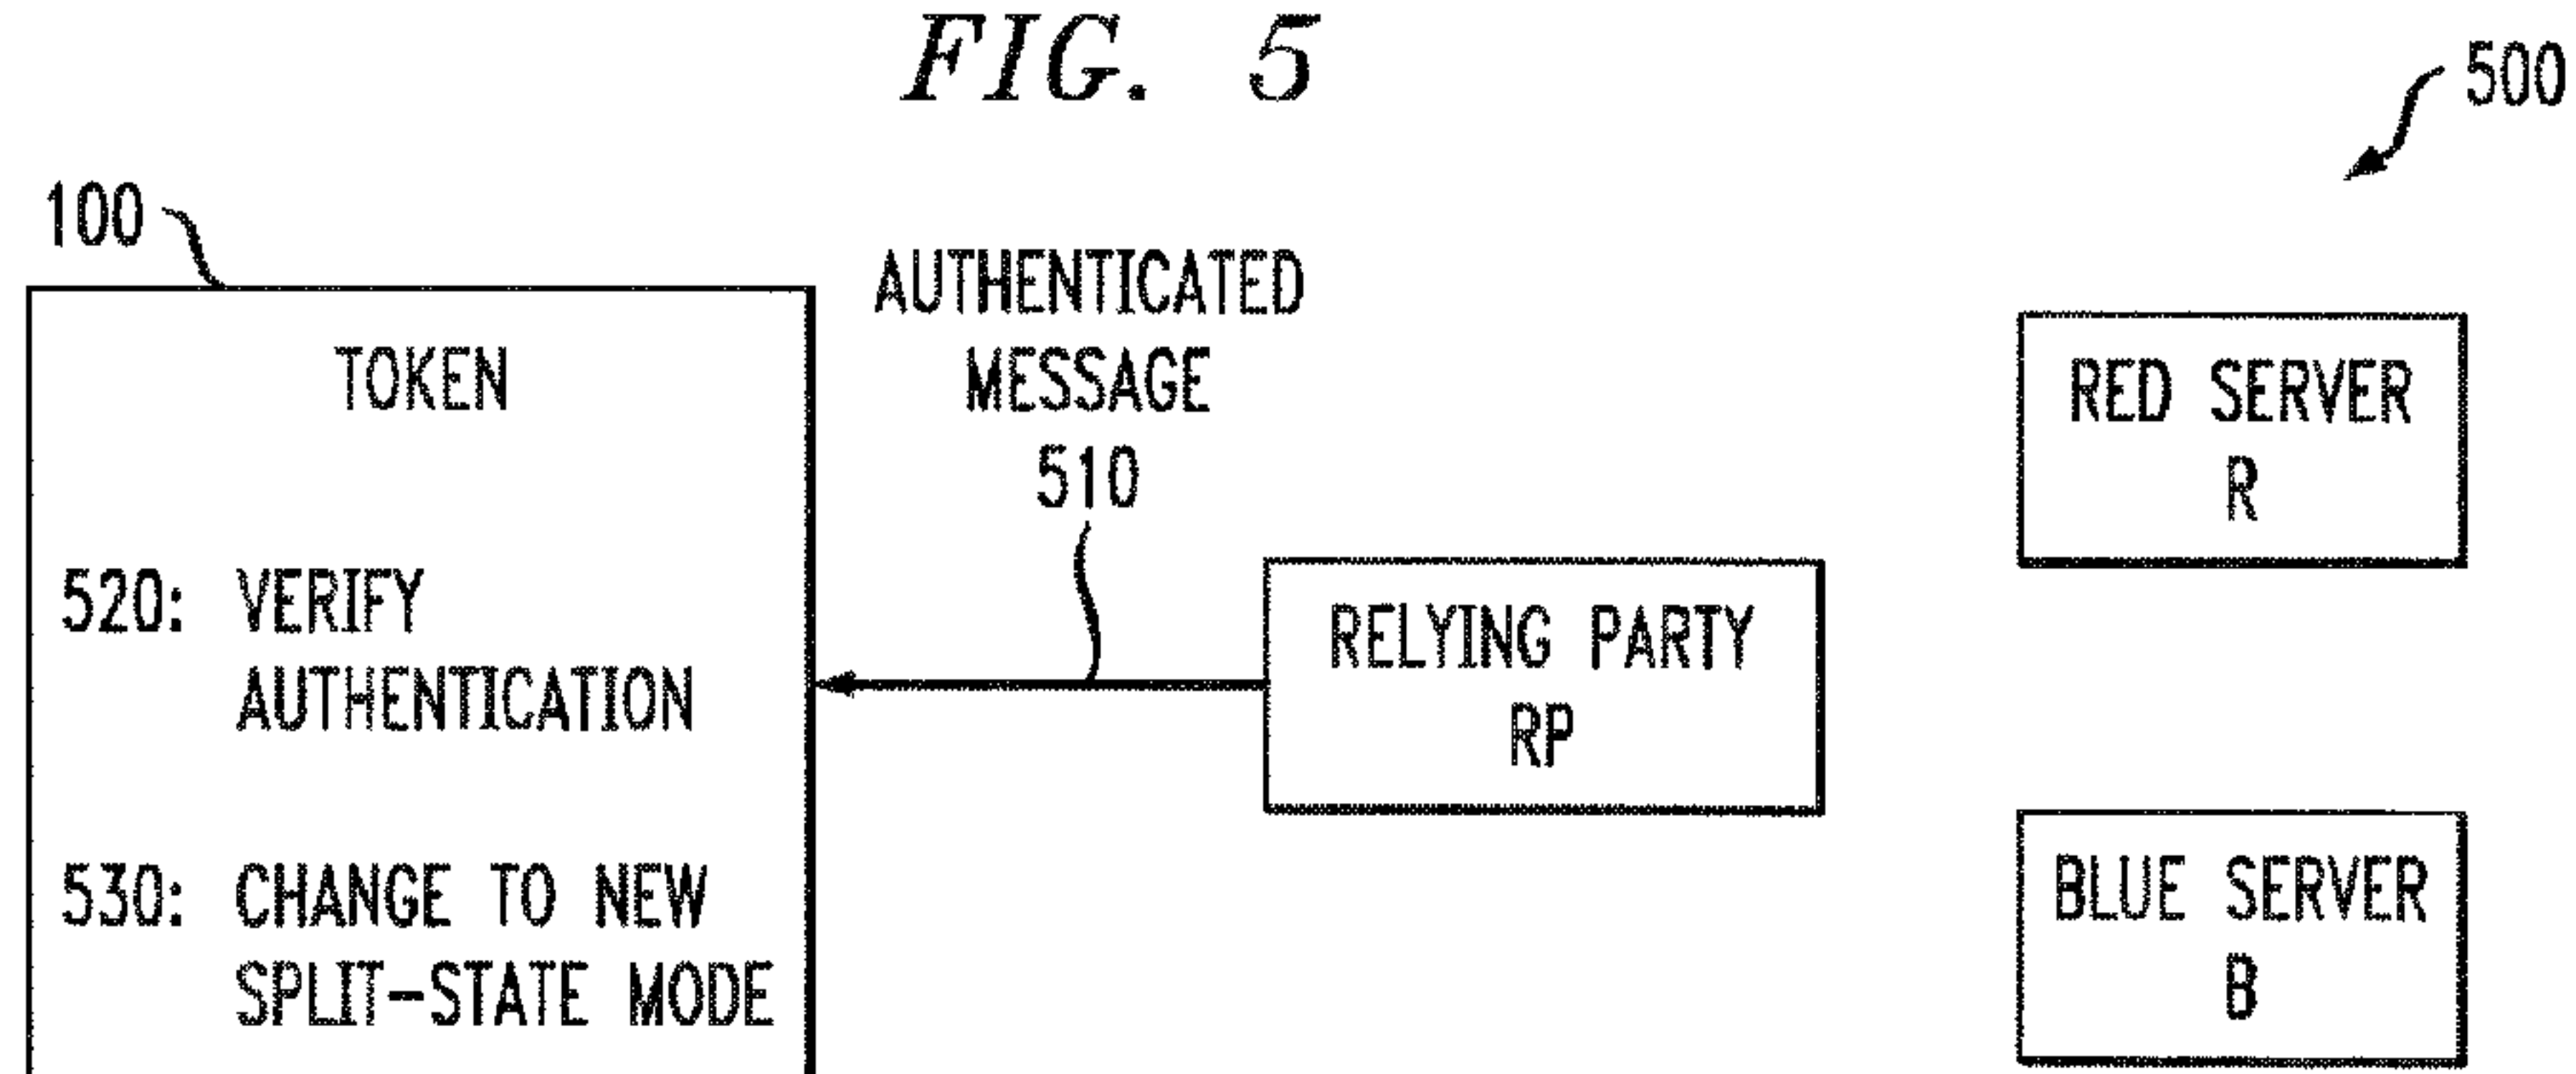 FIG. 5
500
100
TOKEN
520: VERIFY
AUTHENTICATION
530: CHANGE TO NEW
SPLIT-STATE MODE
AUTHENTICATED
MESSAGE
510
RELYING PARTY
RP
RED SERVER
R
BLUE SERVER
B